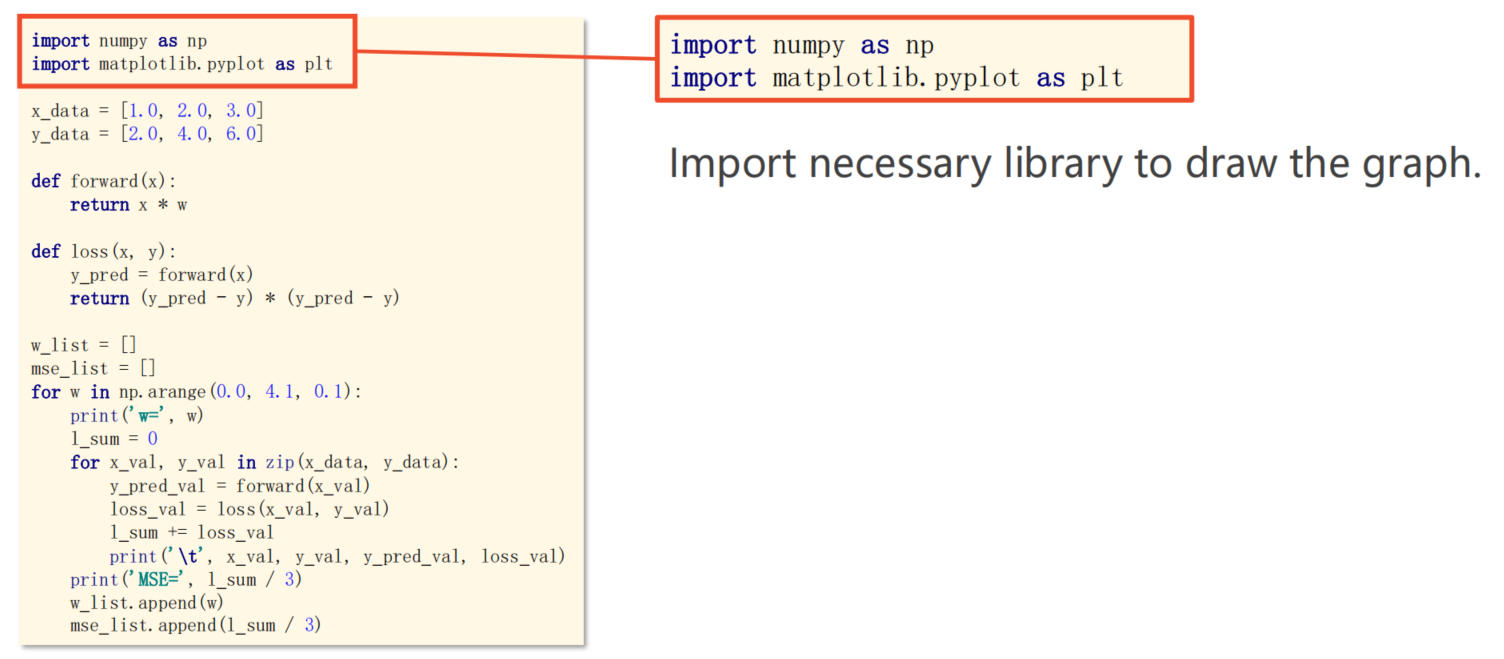 import numpy as np
import matplotlib.pyplot as plt
x_data = [1.0, 2.0, 3.0]
y_data = [2.0, 4.0, 6.0]
def forward(x):
    return x * w
def loss(x, y):
    y_pred = forward(x)
    return (y_pred - y) * (y_pred - y)
w_list = []
mse_list = []
for w in np.arange(0.0, 4.1, 0.1):
    print('w=', w)
    l_sum = 0
    for x_val, y_val in zip(x_data, y_data):
        y_pred_val = forward(x_val)
        loss_val = loss(x_val, y_val)
        l_sum += loss_val
        print('\t', x_val, y_val, y_pred_val, loss_val)
    print('MSE=', l_sum / 3)
    w_list.append(w)
    mse_list.append(l_sum / 3)
import numpy as np
import matplotlib.pyplot as plt
Import necessary library to draw the graph.